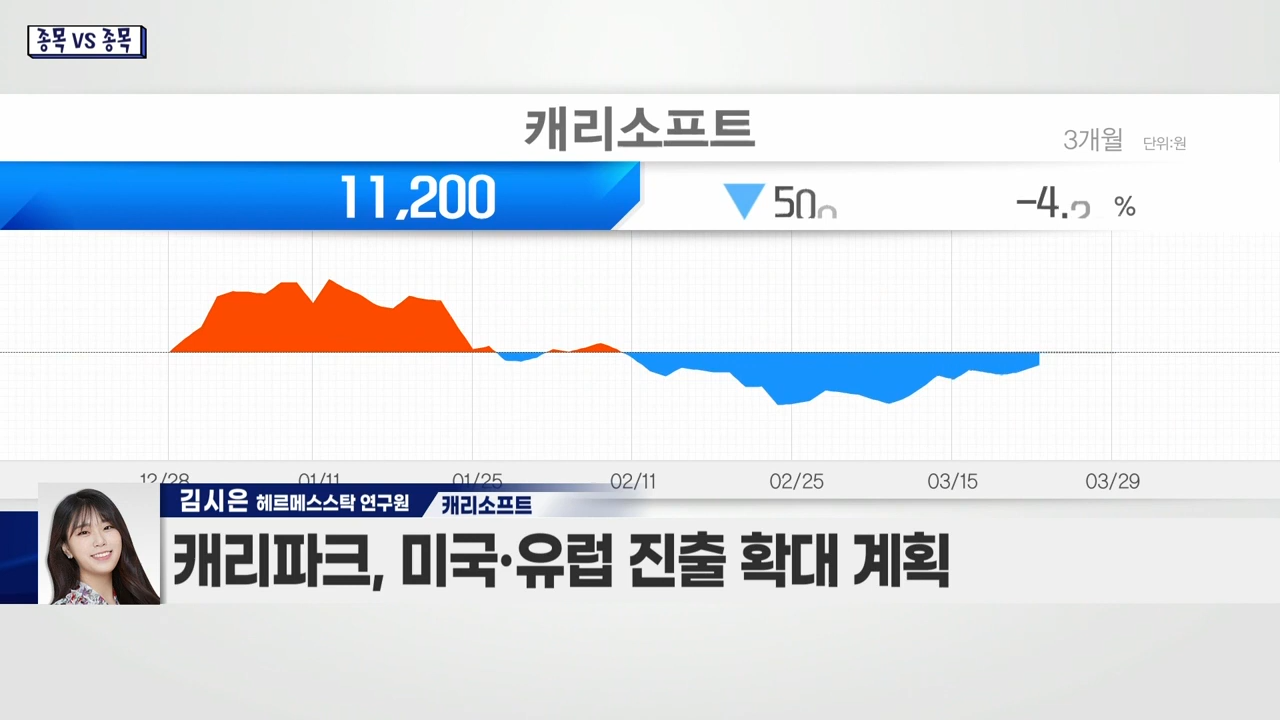 종목 VS 종목
캐리소프트
3개월 단위:원
11,200 ▼ %
12/28 01/11 01/25 02/11 02/25 03/15 03/29
김시은 헤르메스스탁 연구원 캐리소프트
캐리파크, 미국·유럽 진출 확대 계획